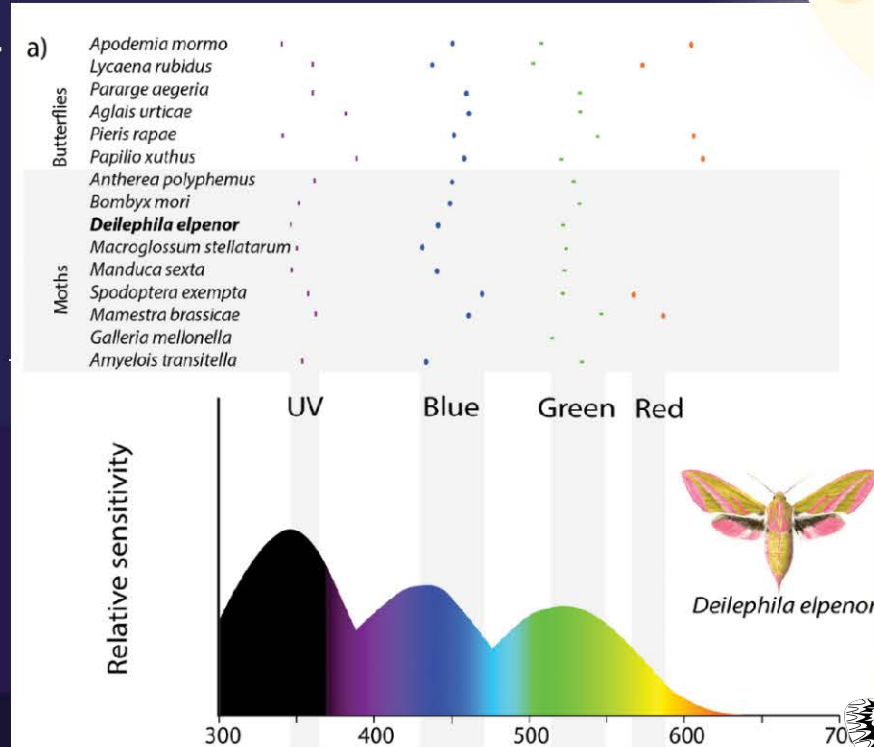 a)
Butterflies
Apodemia mormo
Lycaena rubidus
Pararge aegeria
Aglais urticae
Pieris rapae
Papilio xuthus
Moths
Antherea polyphemus
Bombyx mori
Deilephila elpenor
Macroglossum stellatarum
Manduca sexta
Spodoptera exempta
Mamestra brassicae
Galleria mellonella
Amyelois transitella
UV Blue Green Red
Relative sensitivity
Deilephila elpenor
300 400 500 600